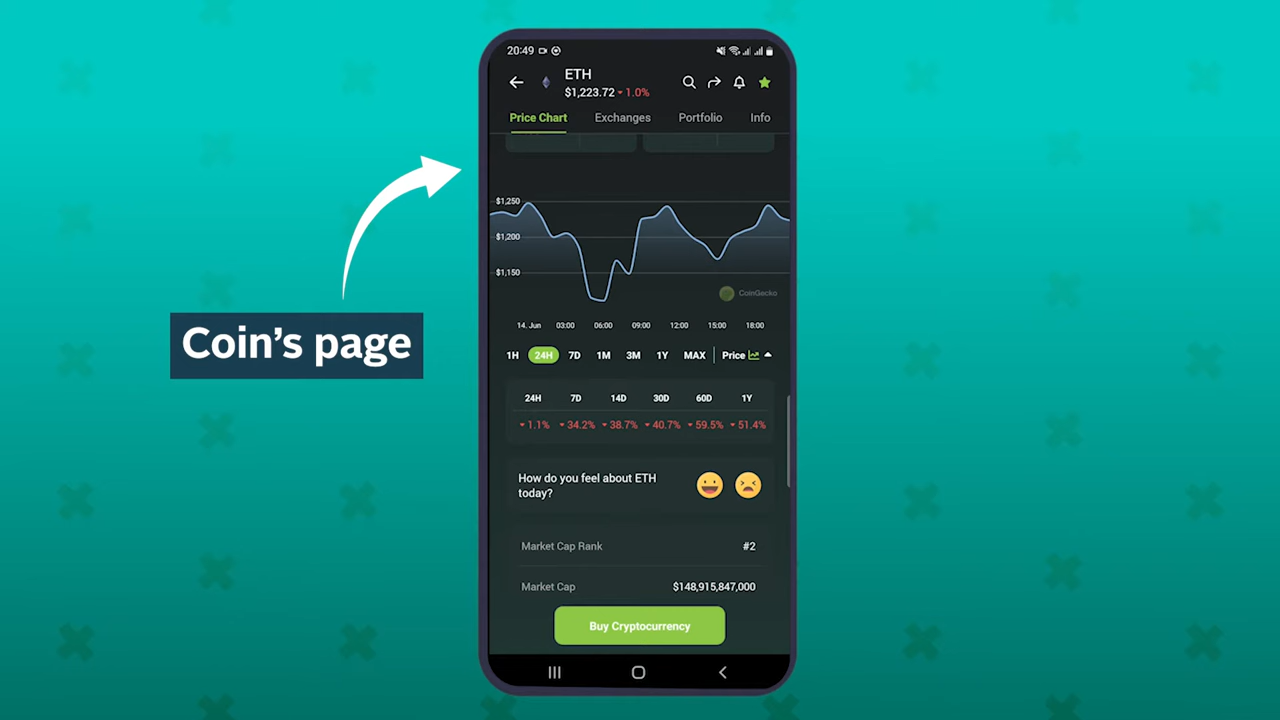 20:49
ETH
$1,223.72 1.0%
Price Chart Exchanges Portfolio Info
$1,250
$1,200
$1,150
CoinGecko
14. Jun 03:00 06:00 09:00 12:00 15:00 18:00
1H 24H 7D 1M 3M 1Y MAX Price
24H 7D 14D 30D 60D 1Y
1.1% 34.2% 38.7% 40.7% 59.5% 51.4%
How do you feel about ETH
today?
Market Cap Rank #2
Market Cap $148,915,847,000
Buy Cryptocurrency
Coin's page